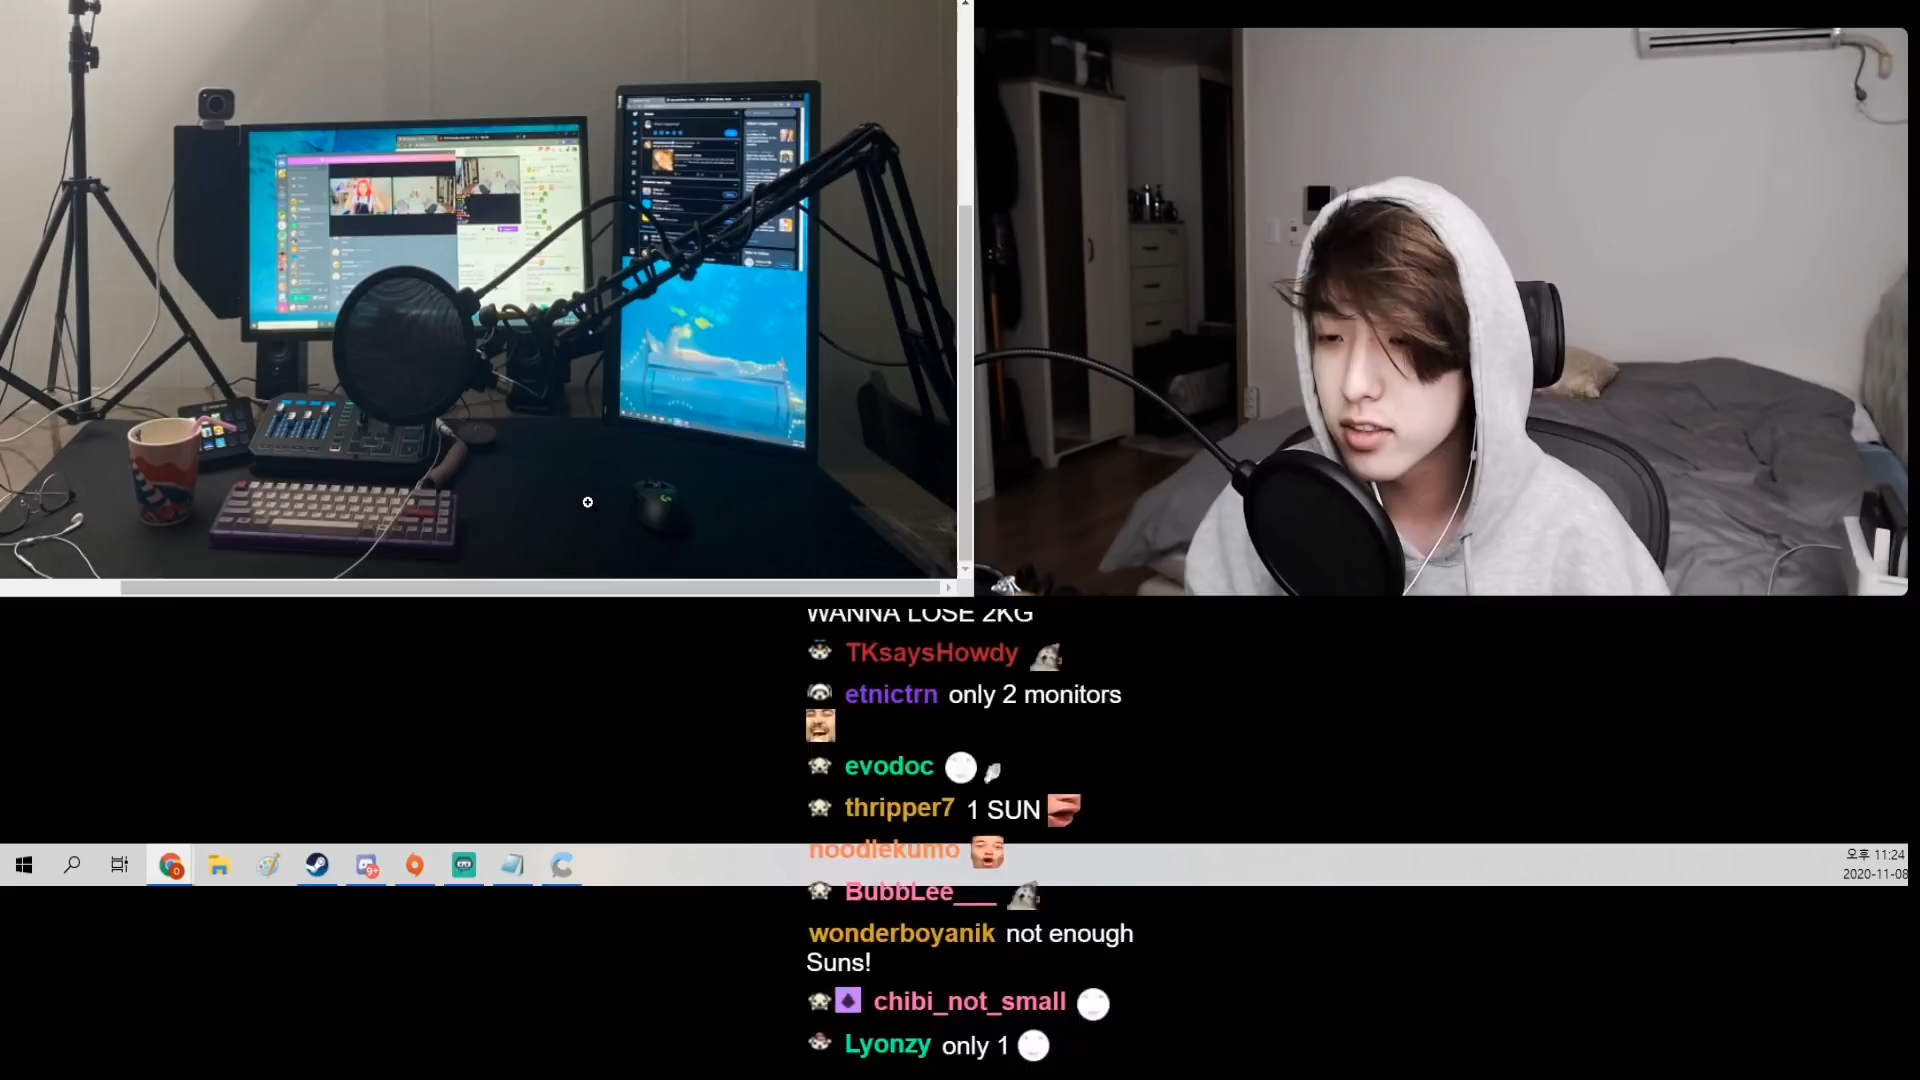 WANNA LOSE 2KG
TKsaysHowdy
etnictrn only 2 monitors
evodoc
thripper7 1 SUN
noodlekumo
BubbLee___
wonderboyanik not enough
Suns!
chibi_not_small
Lyonzy only 1
9+
오후 11:24
2020-11-08